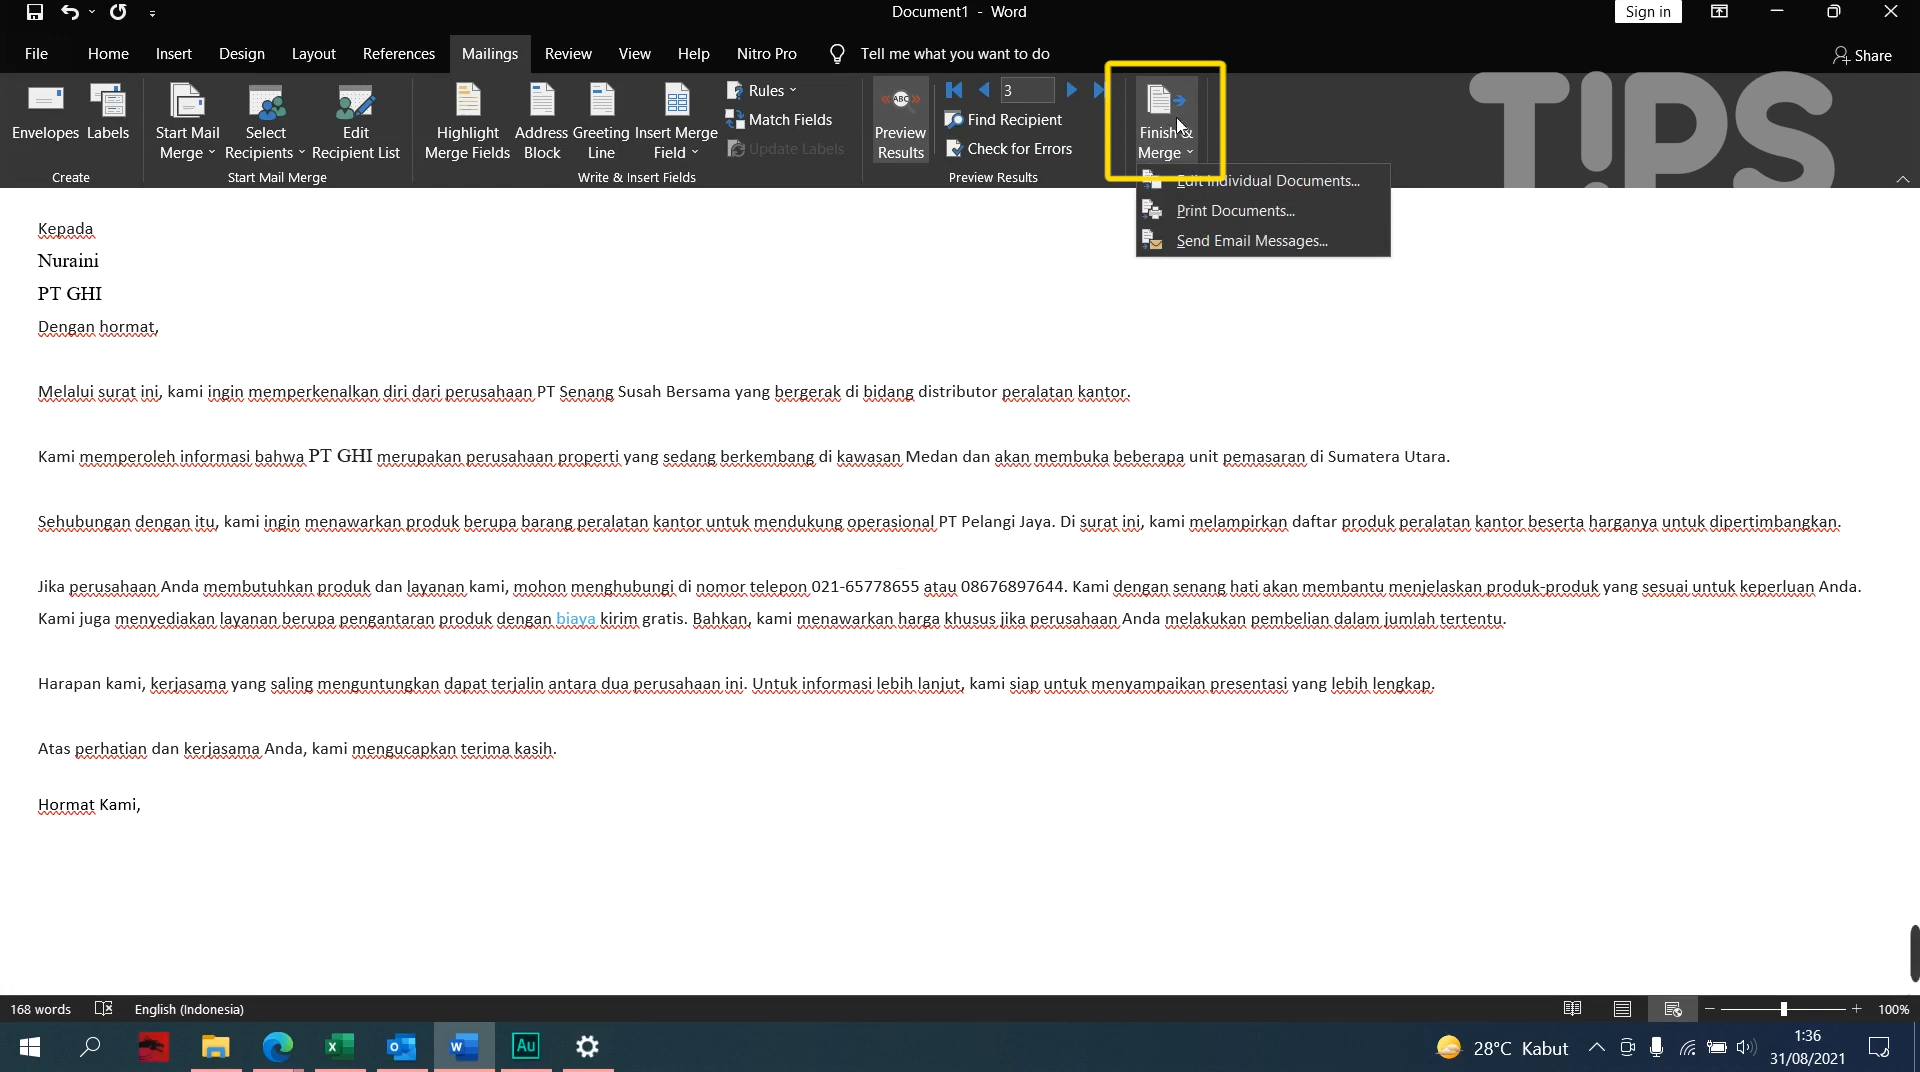 Document1 - Word
Sign in
File Home Insert Design Layout References Mailings Review View Help Nitro Pro Tell me what you want to do
Share
TiPS
Envelopes Labels
Create
Start Mail Merge
Select Recipients
Edit Recipient List
Start Mail Merge
Highlight Merge Fields
Address Block
Greeting Line
Insert Merge Field
Rules
Match Fields
Update Labels
Write & Insert Fields
ABC
Preview Results
3
Find Recipient
Check for Errors
Preview Results
Finish & Merge
Edit Individual Documents...
Print Documents...
Send Email Messages...
Kepada
Nuraini
PT GHI
Dengan hormat,
Melalui surat ini, kami ingin memperkenalkan diri dari perusahaan PT Senang Susah Bersama yang bergerak di bidang distributor peralatan kantor.
Kami memperoleh informasi bahwa PT GHI merupakan perusahaan properti yang sedang berkembang di kawasan Medan dan akan membuka beberapa unit pemasaran di Sumatera Utara.
Sehubungan dengan itu, kami ingin menawarkan produk berupa barang peralatan kantor untuk mendukung operasional PT Pelangi Jaya. Di surat ini, kami melampirkan daftar produk peralatan kantor beserta harganya untuk dipertimbangkan.
Jika perusahaan Anda membutuhkan produk dan layanan kami, mohon menghubungi di nomor telepon 021-65778655 atau 08676897644. Kami dengan senang hati akan membantu menjelaskan produk-produk yang sesuai untuk keperluan Anda.
Kami juga menyediakan layanan berupa pengantaran produk dengan biaya kirim gratis. Bahkan, kami menawarkan harga khusus jika perusahaan Anda melakukan pembelian dalam jumlah tertentu.
Harapan kami, kerjasama yang saling menguntungkan dapat terjalin antara dua perusahaan ini. Untuk informasi lebih lanjut, kami siap untuk menyampaikan presentasi yang lebih lengkap.
Atas perhatian dan kerjasama Anda, kami mengucapkan terima kasih.
Hormat Kami,
168 words English (Indonesia)
100%
Au
28°C Kabut
1:36
31/08/2021